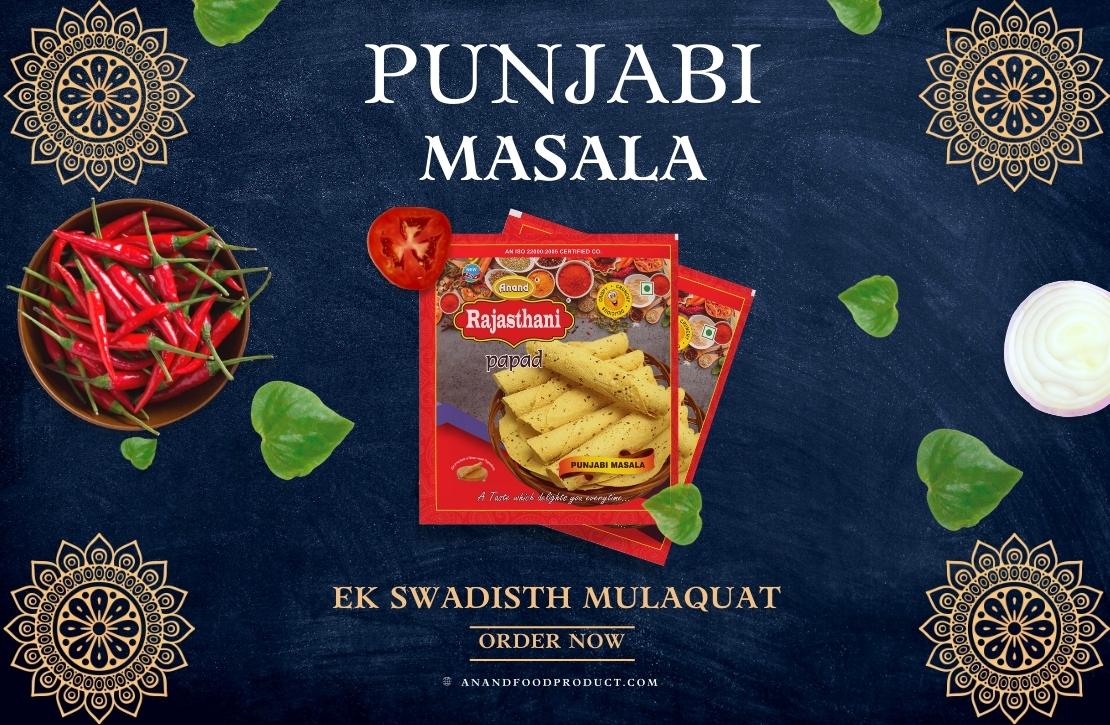 PUNJABI
MASALA
AN ISO 22000:2005 CERTIFIED CO.
NEW
Anand
Rajasthani
papad
PUNJABI MASALA
A Taste which delights you everytime...
EK SWADISTH MULAQUAT
ORDER NOW
ANANDFOODPRODUCT.COM